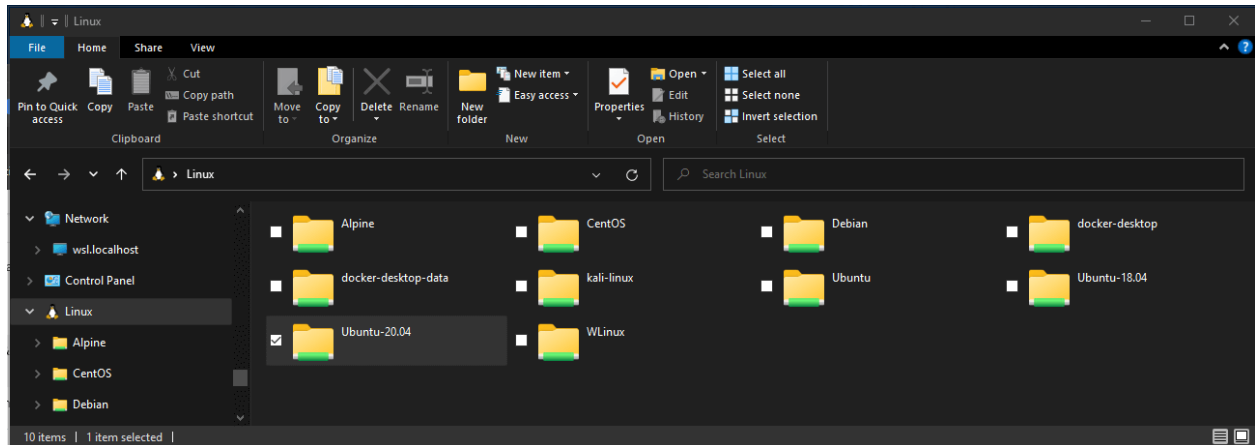 Linux
File Home Share View
Pin to Quick access
Copy
Paste
Cut
Copy path
Paste shortcut
Clipboard
Move to
Copy to
Delete
Rename
Organize
New folder
New item
Easy access
New
Properties
Open
Edit
History
Open
Select all
Select none
Invert selection
Select
Linux
Search Linux
Network
wsl.localhost
Control Panel
Linux
Alpine
CentOS
Debian
Alpine CentOS Debian docker-desktop
docker-desktop-data kali-linux Ubuntu Ubuntu-18.04
Ubuntu-20.04 WLinux
10 items 1 item selected